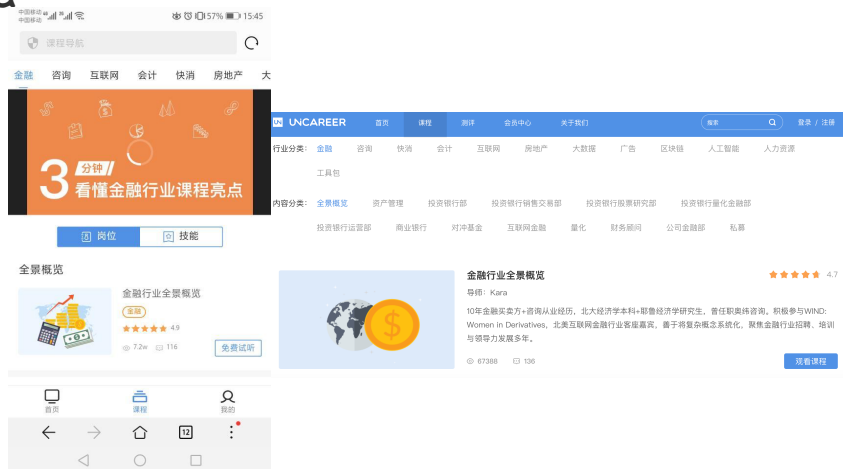 中国移动 中国移动 57% 15:45
课程导航
金融 咨询 互联网 会计 快消 房地产 大
3分钟
看懂金融行业课程亮点
岗位 技能
全景概览
金融行业全景概览
金融
4.9
7.2w 116
免费试听
首页 课程 我的
12
UNCAREER 首页 课程 测评 会员中心 关于我们 搜索 登录 / 注册
行业分类: 金融 咨询 快消 会计 互联网 房地产 大数据 广告 区块链 人工智能 人力资源
工具包
内容分类: 全景概览 资产管理 投资银行部 投资银行销售交易部 投资银行股票研究部 投资银行量化金融部
投资银行运营部 商业银行 对冲基金 互联网金融 量化 财务顾问 公司金融部 私募
金融行业全景概览 4.7
导师: Kara
10年金融买卖方+咨询从业经历、北大经济学本科+耶鲁经济学研究生,曾任职奥纬咨询。积极参与WIND:
Women in Derivatives,北美互联网金融行业客座嘉宾,善于将复杂概念系统化,聚焦金融行业招聘、培训
与领导力发展多年。
67388 136
观看课程